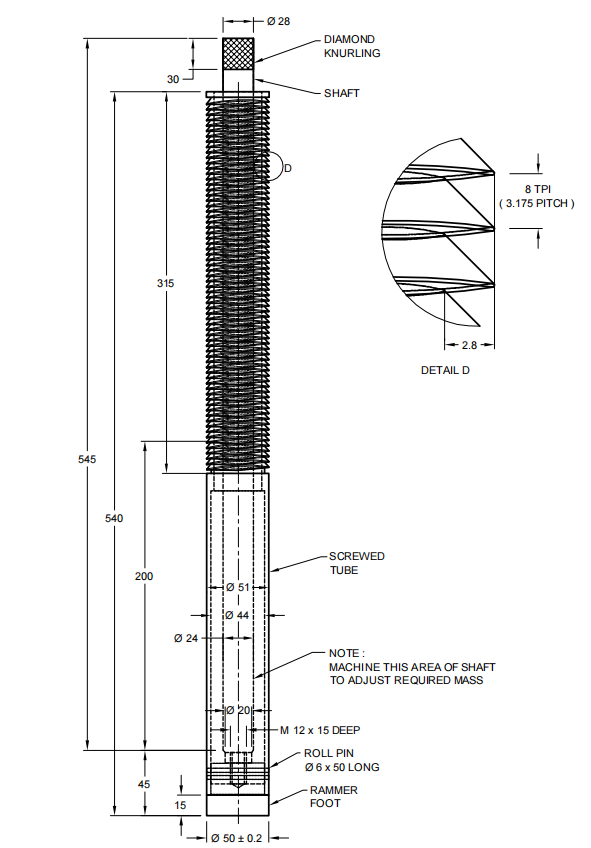 Ø 28
DIAMOND
KNURLING
30
SHAFT
D
8 TPI
( 3.175 PITCH )
315
2.8
DETAIL D
545
540
SCREWED
TUBE
200
Ø 51
Ø 44
Ø 24
NOTE :
MACHINE THIS AREA OF SHAFT
TO ADJUST REQUIRED MASS
Ø 20
M 12 x 15 DEEP
ROLL PIN
Ø 6 x 50 LONG
45
RAMMER
FOOT
15
Ø 50 ± 0.2